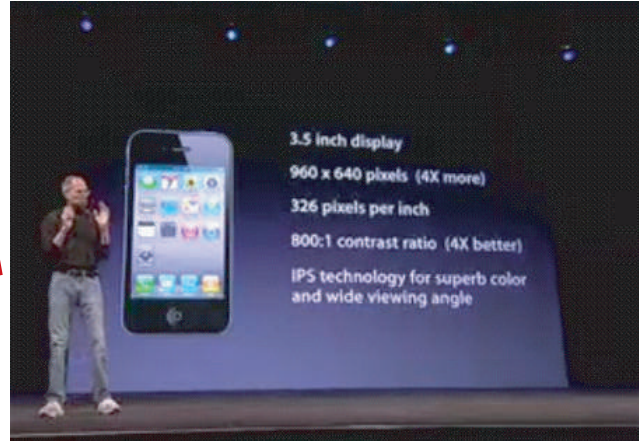 3.5 inch display
960 x 640 pixels (4X more)
326 pixels per inch
800:1 contrast ratio (4X better)
IPS technology for superb color
and wide viewing angle